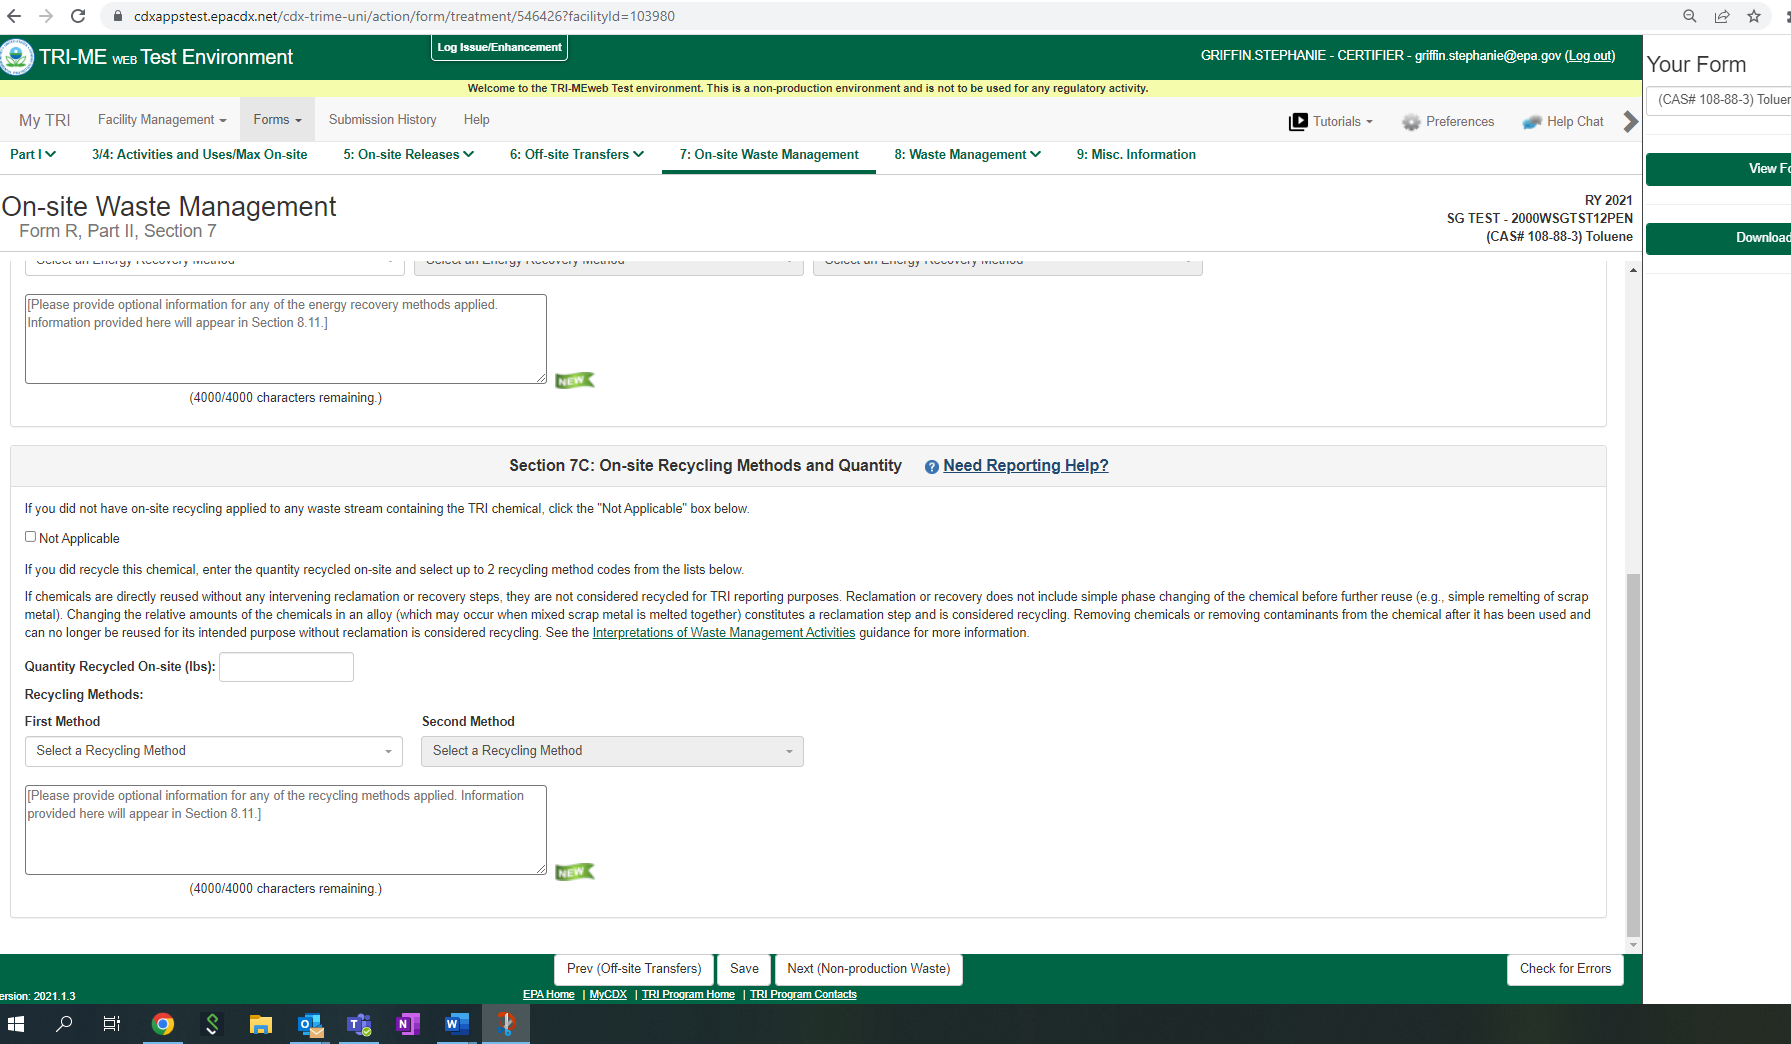 cdxappstest.epacdx.net/cdx-trime-uni/action/form/treatment/546426?facilityId=103980
TRI-ME WEB Test Environment
Log Issue/Enhancement
GRIFFIN.STEPHANIE - CERTIFIER - griffin.stephanie@epa.gov (Log out)
Your Form
Welcome to the TRI-MEweb Test environment. This is a non-production environment and is not to be used for any regulatory activity.
(CAS# 108-88-3) Toluen
My TRI Facility Management Forms Submission History Help Tutorials Preferences Help Chat
Part I 3/4: Activities and Uses/Max On-site 5: On-site Releases 6: Off-site Transfers 7: On-site Waste Management 8: Waste Management 9: Misc. Information
View Fo
On-site Waste Management
Form R, Part II, Section 7
RY 2021
SG TEST - 2000WSGTST12PEN
(CAS# 108-88-3) Toluene
Download
Select an Energy Recovery Method Select an Energy Recovery Method Select an Energy Recovery Method
[Please provide optional information for any of the energy recovery methods applied.
Information provided here will appear in Section 8.11.]
NEW
(4000/4000 characters remaining.)
Section 7C: On-site Recycling Methods and Quantity ? Need Reporting Help?
If you did not have on-site recycling applied to any waste stream containing the TRI chemical, click the "Not Applicable" box below.
Not Applicable
If you did recycle this chemical, enter the quantity recycled on-site and select up to 2 recycling method codes from the lists below.
If chemicals are directly reused without any intervening reclamation or recovery steps, they are not considered recycled for TRI reporting purposes. Reclamation or recovery does not include simple phase changing of the chemical before further reuse (e.g., simple remelting of scrap
metal). Changing the relative amounts of the chemicals in an alloy (which may occur when mixed scrap metal is melted together) constitutes a reclamation step and is considered recycling. Removing chemicals or removing contaminants from the chemical after it has been used and
can no longer be reused for its intended purpose without reclamation is considered recycling. See the Interpretations of Waste Management Activities guidance for more information.
Quantity Recycled On-site (lbs):
Recycling Methods:
First Method Second Method
Select a Recycling Method Select a Recycling Method
[Please provide optional information for any of the recycling methods applied. Information
provided here will appear in Section 8.11.]
NEW
(4000/4000 characters remaining.)
Prev (Off-site Transfers) Save Next (Non-production Waste) Check for Errors
ersion: 2021.1.3
EPA Home | MyCDX | TRI Program Home | TRI Program Contacts